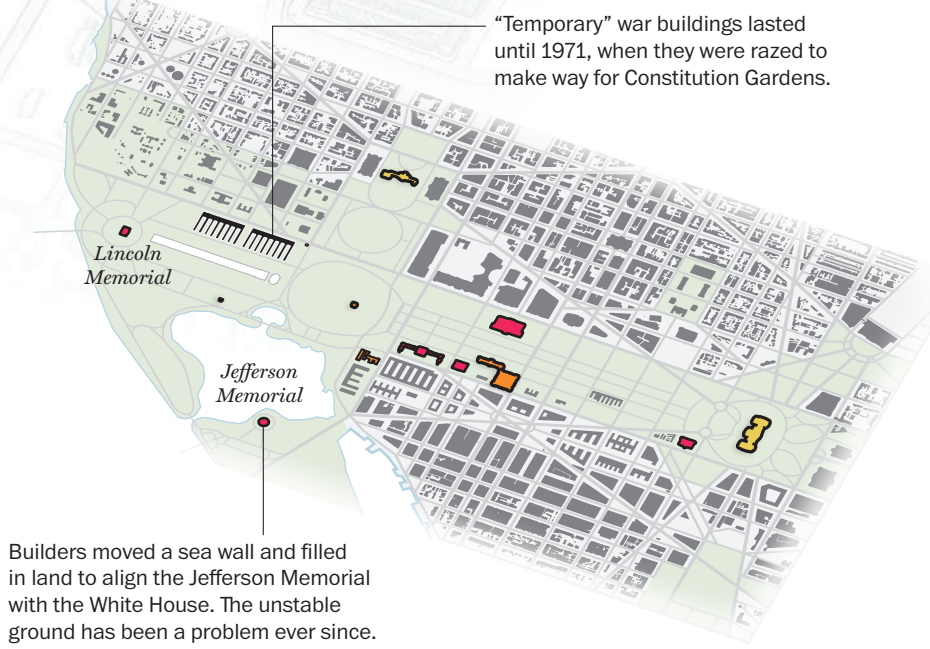 “Temporary” war buildings lasted
until 1971, when they were razed to
make way for Constitution Gardens.
Lincoln
Memorial
Jefferson
Memorial
Builders moved a sea wall and filled
in land to align the Jefferson Memorial
with the White House. The unstable
ground has been a problem ever since.